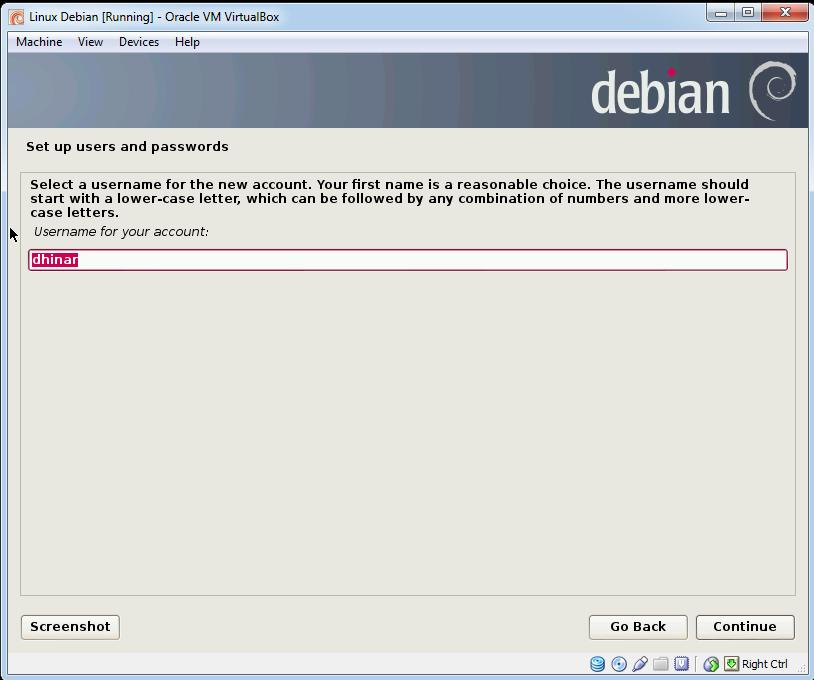 Linux Debian [Running] - Oracle VM VirtualBox
Machine View Devices Help
debian
Set up users and passwords
Select a username for the new account. Your first name is a reasonable choice. The username should
start with a lower-case letter, which can be followed by any combination of numbers and more lower-
case letters.
Username for your account:
dhinar
Screenshot Go Back Continue
Right Ctrl